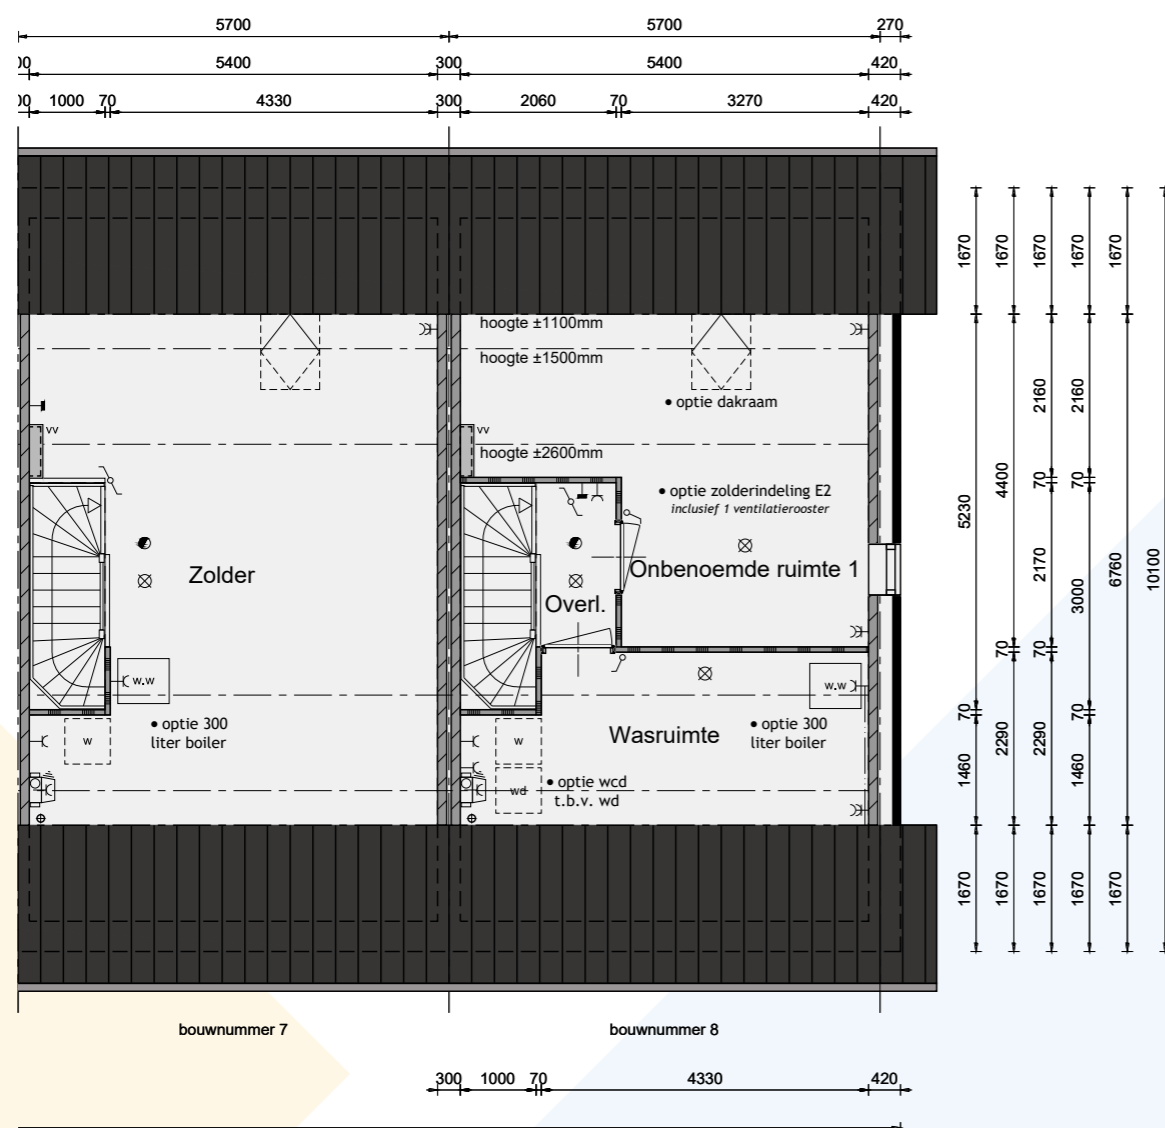 5700 5700 270
00 5400 300 5400 420
00 1000 70 4330 300 2060 70 3270 420
1670 1670 1670 1670 1670
hoogte ±1100mm
hoogte ±1500mm
• optie dakraam
2160 2160
vv vv
hoogte ±2600mm
4400 70 70
• optie zolderindeling E2
inclusief 1 ventilatierooster
5230
Zolder
Onbenoemde ruimte 1
2170 3000 6760 10100
Overl.
70 70
w.w w.w
• optie 300
liter boiler
Wasruimte
• optie 300
liter boiler
w w
70 2290 2290 70
1460 1460
wd
• optie wcd
t.b.v. wd
1670 1670 1670 1670 1670
bouwnummer 7 bouwnummer 8
300 1000 70 4330 420